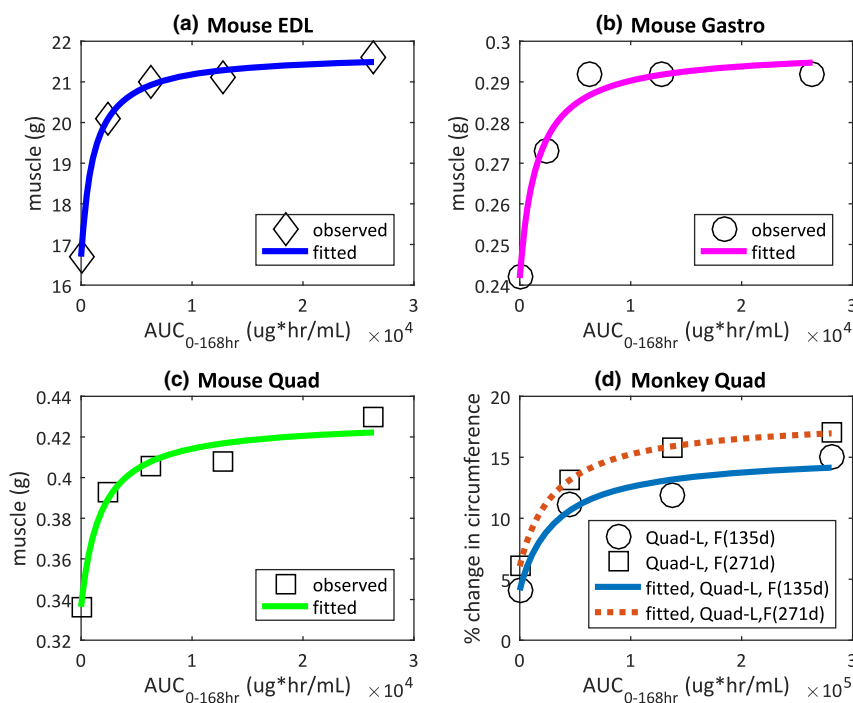 (a) Mouse EDL
22
21
20
19
18
17
16
muscle (g)
observed
fitted
0 1 2 3
AUC0-168hr (ug*hr/mL) × 10^4
(b) Mouse Gastro
0.3
0.29
0.28
0.27
0.26
0.25
0.24
muscle (g)
observed
fitted
0 1 2 3
AUC0-168hr (ug*hr/mL) × 10^4
(c) Mouse Quad
0.44
0.42
0.4
0.38
0.36
0.34
0.32
muscle (g)
observed
fitted
0 1 2 3
AUC0-168hr (ug*hr/mL) × 10^4
(d) Monkey Quad
20
15
10
5
0
% change in circumference
Quad-L, F(135d)
Quad-L, F(271d)
fitted, Quad-L, F(135d)
fitted, Quad-L,F(271d)
0 1 2 3
AUC0-168hr (ug*hr/mL) × 10^5